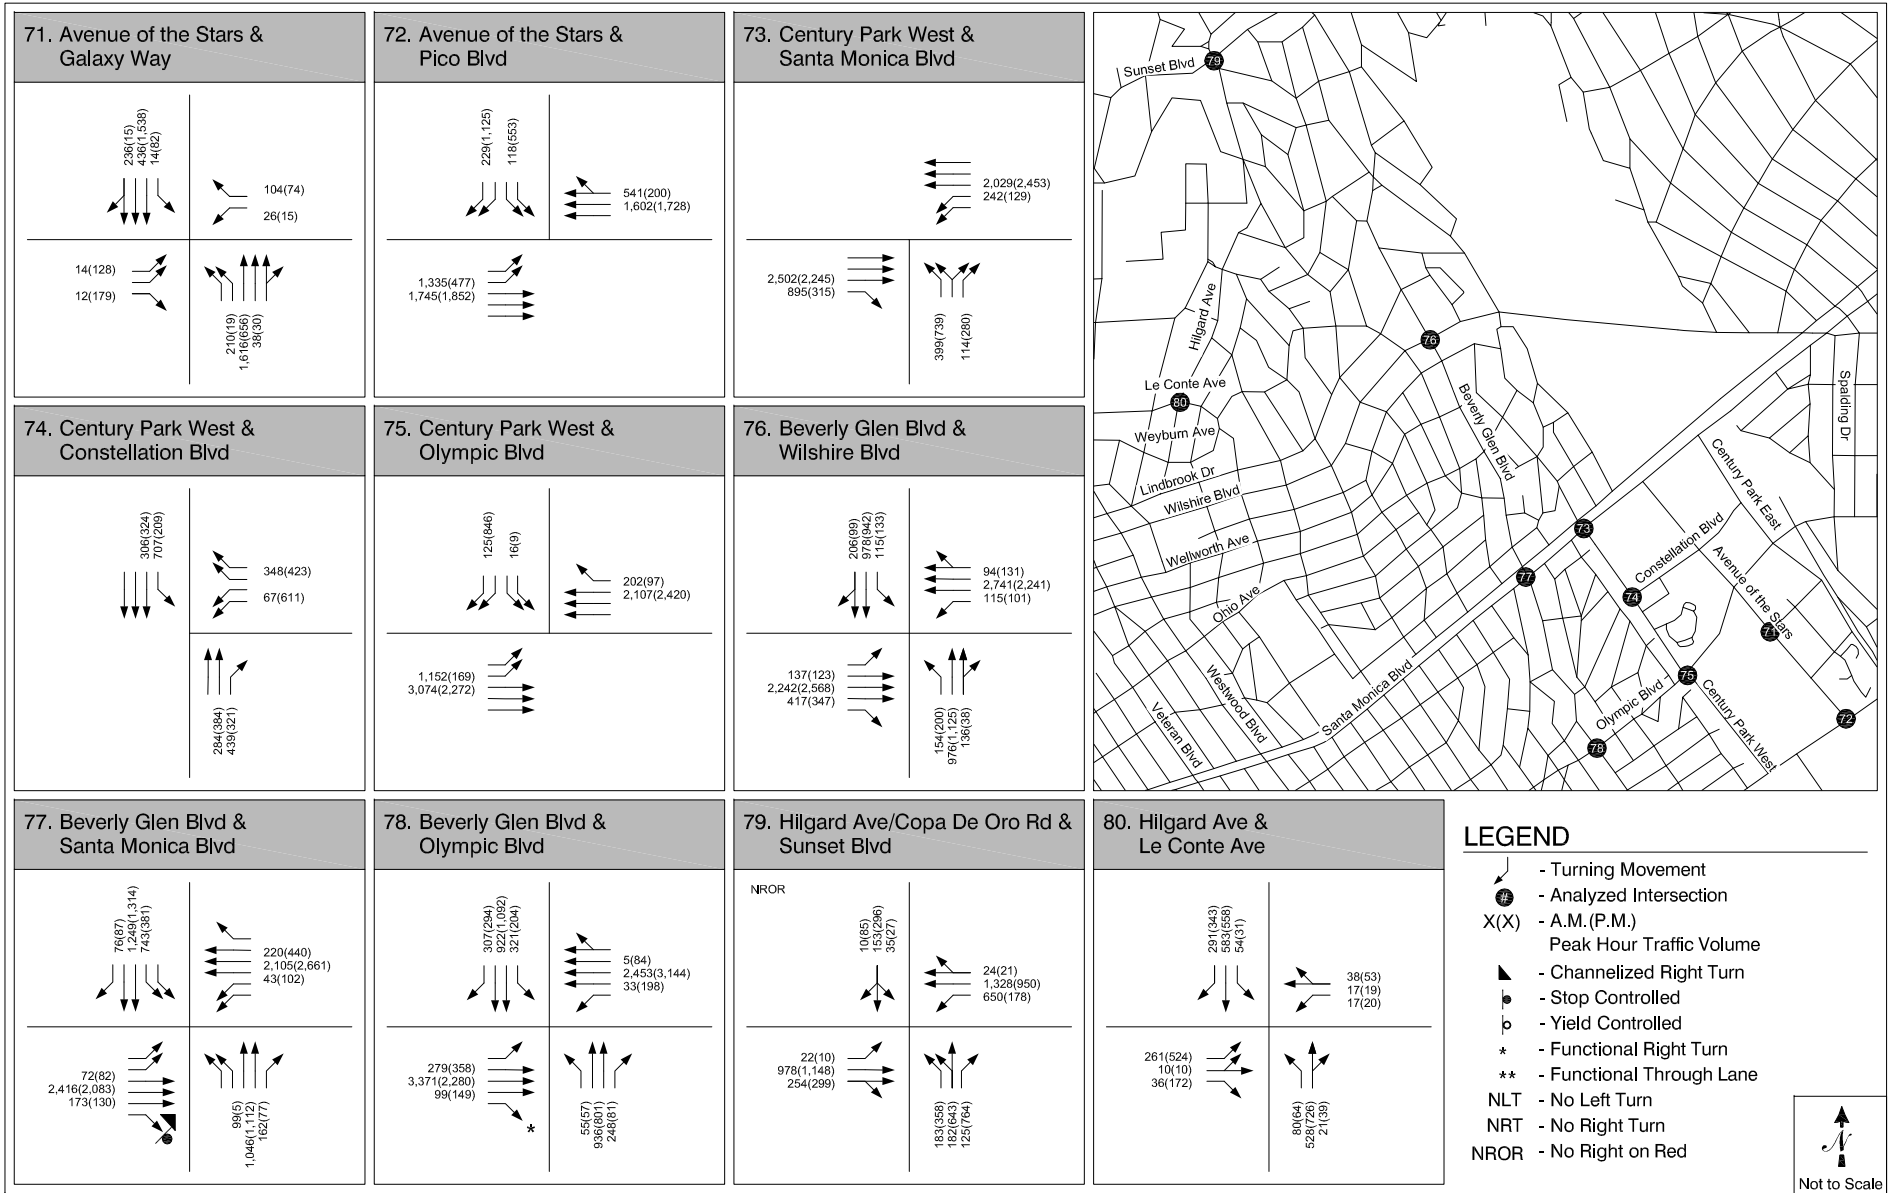 71. Avenue of the Stars &
Galaxy Way
236(15)
436(1,538)
14(82)
104(74)
26(15)
14(128)
12(179)
210(19)
1,616(656)
38(30)
72. Avenue of the Stars &
Pico Blvd
229(1,125)
118(553)
541(200)
1,602(1,728)
1,335(477)
1,745(1,852)
73. Century Park West &
Santa Monica Blvd
2,029(2,453)
242(129)
2,502(2,245)
895(315)
399(739)
114(280)
74. Century Park West &
Constellation Blvd
306(324)
707(209)
348(423)
67(611)
284(384)
439(321)
75. Century Park West &
Olympic Blvd
125(846)
16(9)
202(97)
2,107(2,420)
1,152(169)
3,074(2,272)
76. Beverly Glen Blvd &
Wilshire Blvd
206(99)
978(942)
115(133)
94(131)
2,741(2,241)
115(101)
137(123)
2,242(2,568)
417(347)
154(200)
976(1,125)
136(38)
77. Beverly Glen Blvd &
Santa Monica Blvd
76(87)
1,249(1,314)
743(381)
220(440)
2,105(2,661)
43(102)
72(82)
2,416(2,083)
173(130)
99(5)
1,046(1,112)
162(77)
78. Beverly Glen Blvd &
Olympic Blvd
307(294)
922(1,092)
321(204)
5(84)
2,453(3,144)
33(198)
279(358)
3,371(2,280)
99(149)
*
55(57)
936(801)
248(81)
79. Hilgard Ave/Copa De Oro Rd &
Sunset Blvd
NROR
10(85)
153(296)
35(27)
24(21)
1,328(950)
650(178)
22(10)
978(1,148)
254(299)
183(358)
182(643)
125(764)
80. Hilgard Ave &
Le Conte Ave
291(343)
583(558)
54(31)
38(53)
17(19)
17(20)
261(524)
10(10)
36(172)
80(64)
528(726)
21(39)
Sunset Blvd
79
Hilgard Ave
76
Le Conte Ave
80
Weyburn Ave
Lindbrook Dr
Wilshire Blvd
Wellworth Ave
Ohio Ave
Beverly Glen Blvd
Spalding Dr
Century Park East
73
Constellation Blvd
77
74
Avenue of the Stars
71
75
72
78
Olympic Blvd
Century Park West
Santa Monica Blvd
Westwood Blvd
Veteran Blvd
LEGEND
- Turning Movement
# - Analyzed Intersection
X(X) - A.M.(P.M.)
Peak Hour Traffic Volume
- Channelized Right Turn
- Stop Controlled
- Yield Controlled
* - Functional Right Turn
** - Functional Through Lane
NLT - No Left Turn
NRT - No Right Turn
NROR - No Right on Red
N
Not to Scale